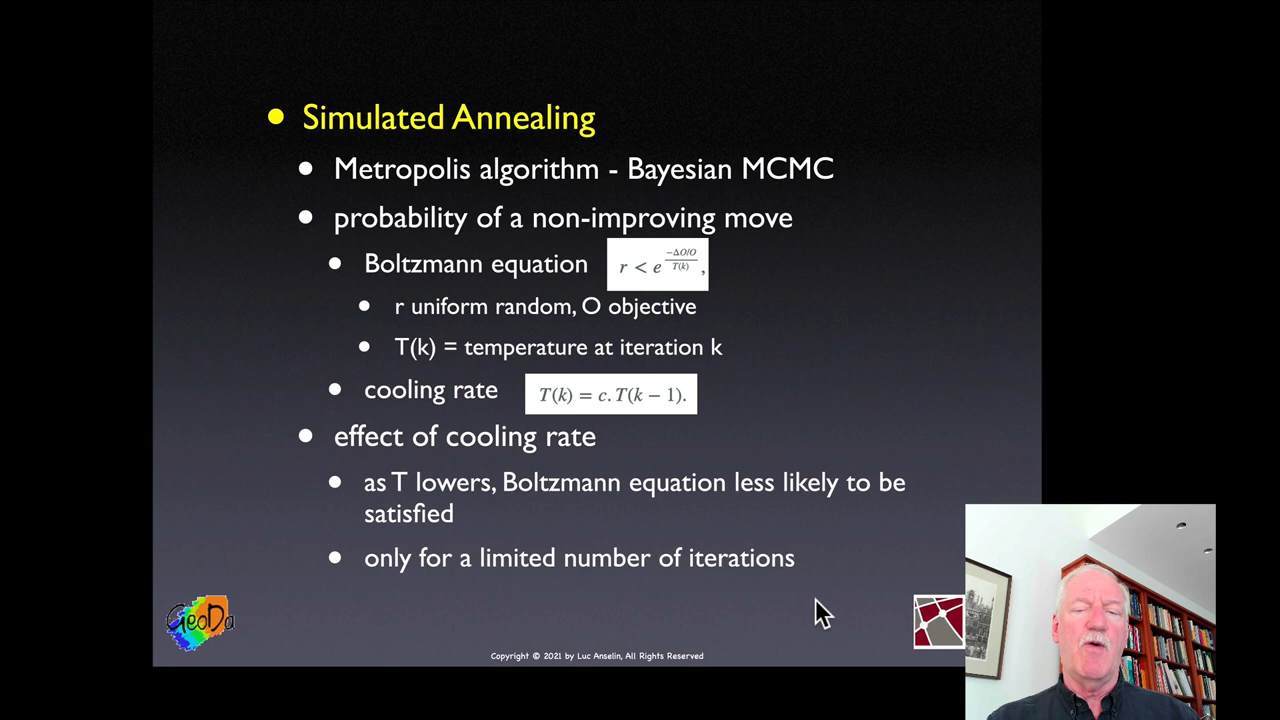 Simulated Annealing
Metropolis algorithm - Bayesian MCMC
probability of a non-improving move
Boltzmann equation r < e^{\frac{-ΔO/O}{T(k)}},
r uniform random, O objective
T(k) = temperature at iteration k
cooling rate T(k) = c.T(k − 1).
effect of cooling rate
as T lowers, Boltzmann equation less likely to be
satisfied
only for a limited number of iterations
GeoDa
Copyright © 2021 by Luc Anselin, All Rights Reserved